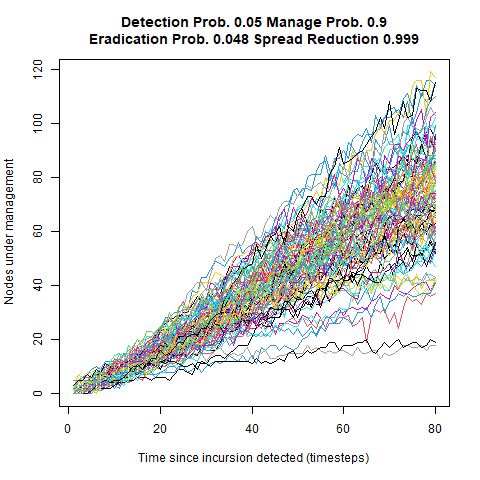 Detection Prob. 0.05 Manage Prob. 0.9
Eradication Prob. 0.048 Spread Reduction 0.999
120
100
80
60
40
20
0
Nodes under management
0 20 40 60 80
Time since incursion detected (timesteps)